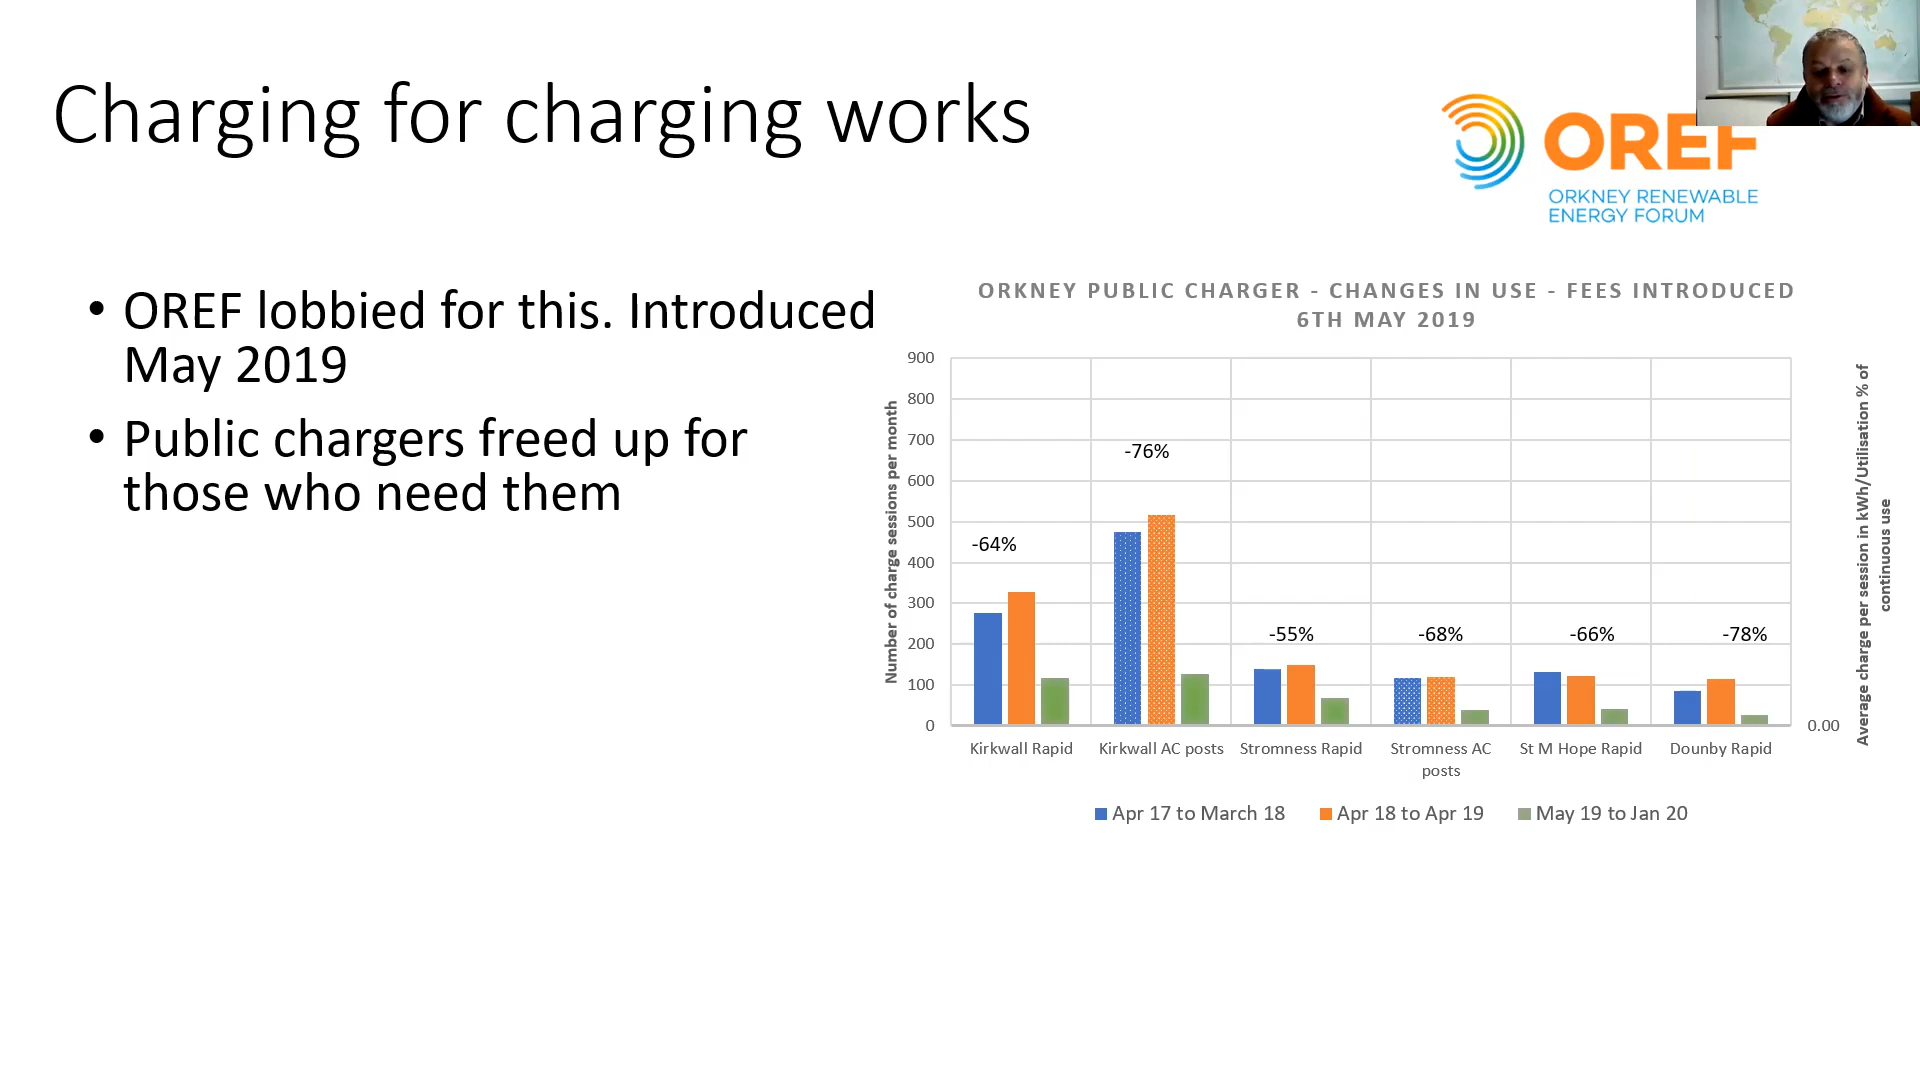 Charging for charging works
OREF
ORKNEY RENEWABLE
ENERGY FORUM
• OREF lobbied for this. Introduced
May 2019
• Public chargers freed up for
those who need them
ORKNEY PUBLIC CHARGER - CHANGES IN USE - FEES INTRODUCED
6TH MAY 2019
Number of charge sessions per month
900
800
700
600
500
400
300
200
100
0
-64%
-76%
-55%
-68%
-66%
-78%
Kirkwall Rapid
Kirkwall AC posts
Stromness Rapid
Stromness AC
posts
St M Hope Rapid
Dounby Rapid
0.00
Average charge per session in kWh/Utilisation % of
continuous use
Apr 17 to March 18
Apr 18 to Apr 19
May 19 to Jan 20